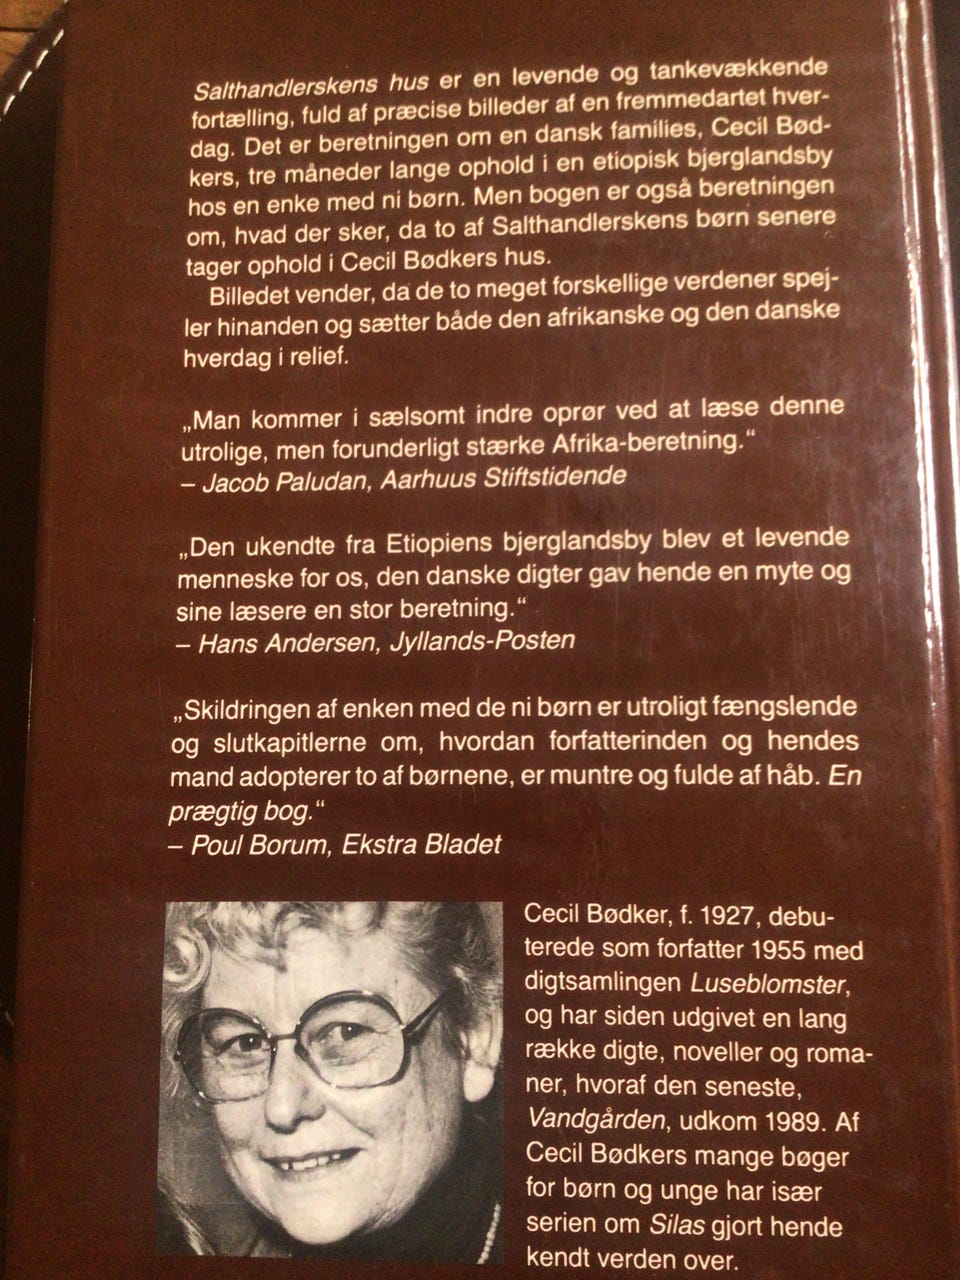 Salthandlerskens hus er en levende og tankevækkende
fortælling, fuld af præcise billeder af en fremmedartet hver-
dag. Det er beretningen om en dansk families, Cecil Bød-
kers, tre måneder lange ophold i en etiopisk bjerglandsby
hos en enke med ni børn. Men bogen er også beretningen
om, hvad der sker, da to af Salthandlerskens børn senere
tager ophold i Cecil Bødkers hus.
Billedet vender, da de to meget forskellige verdener spej-
ler hinanden og sætter både den afrikanske og den danske
hverdag i relief.
„Man kommer i sælsomt indre oprør ved at læse denne
utrolige, men forunderligt stærke Afrika-beretning.“
– Jacob Paludan, Aarhuus Stiftstidende
„Den ukendte fra Etiopiens bjerglandsby blev et levende
menneske for os, den danske digter gav hende en myte og
sine læsere en stor beretning.“
– Hans Andersen, Jyllands-Posten
„Skildringen af enken med de ni børn er utroligt fængslende
og slutkapitlerne om, hvordan forfatterinden og hendes
mand adopterer to af børnene, er muntre og fulde af håb. En
prægtig bog.“
– Poul Borum, Ekstra Bladet
Cecil Bødker, f. 1927, debu-
terede som forfatter 1955 med
digtsamlingen Luseblomster,
og har siden udgivet en lang
række digte, noveller og roma-
ner, hvoraf den seneste,
Vandgården, udkom 1989. Af
Cecil Bødkers mange bøger
for børn og unge har især
serien om Silas gjort hende
kendt verden over.